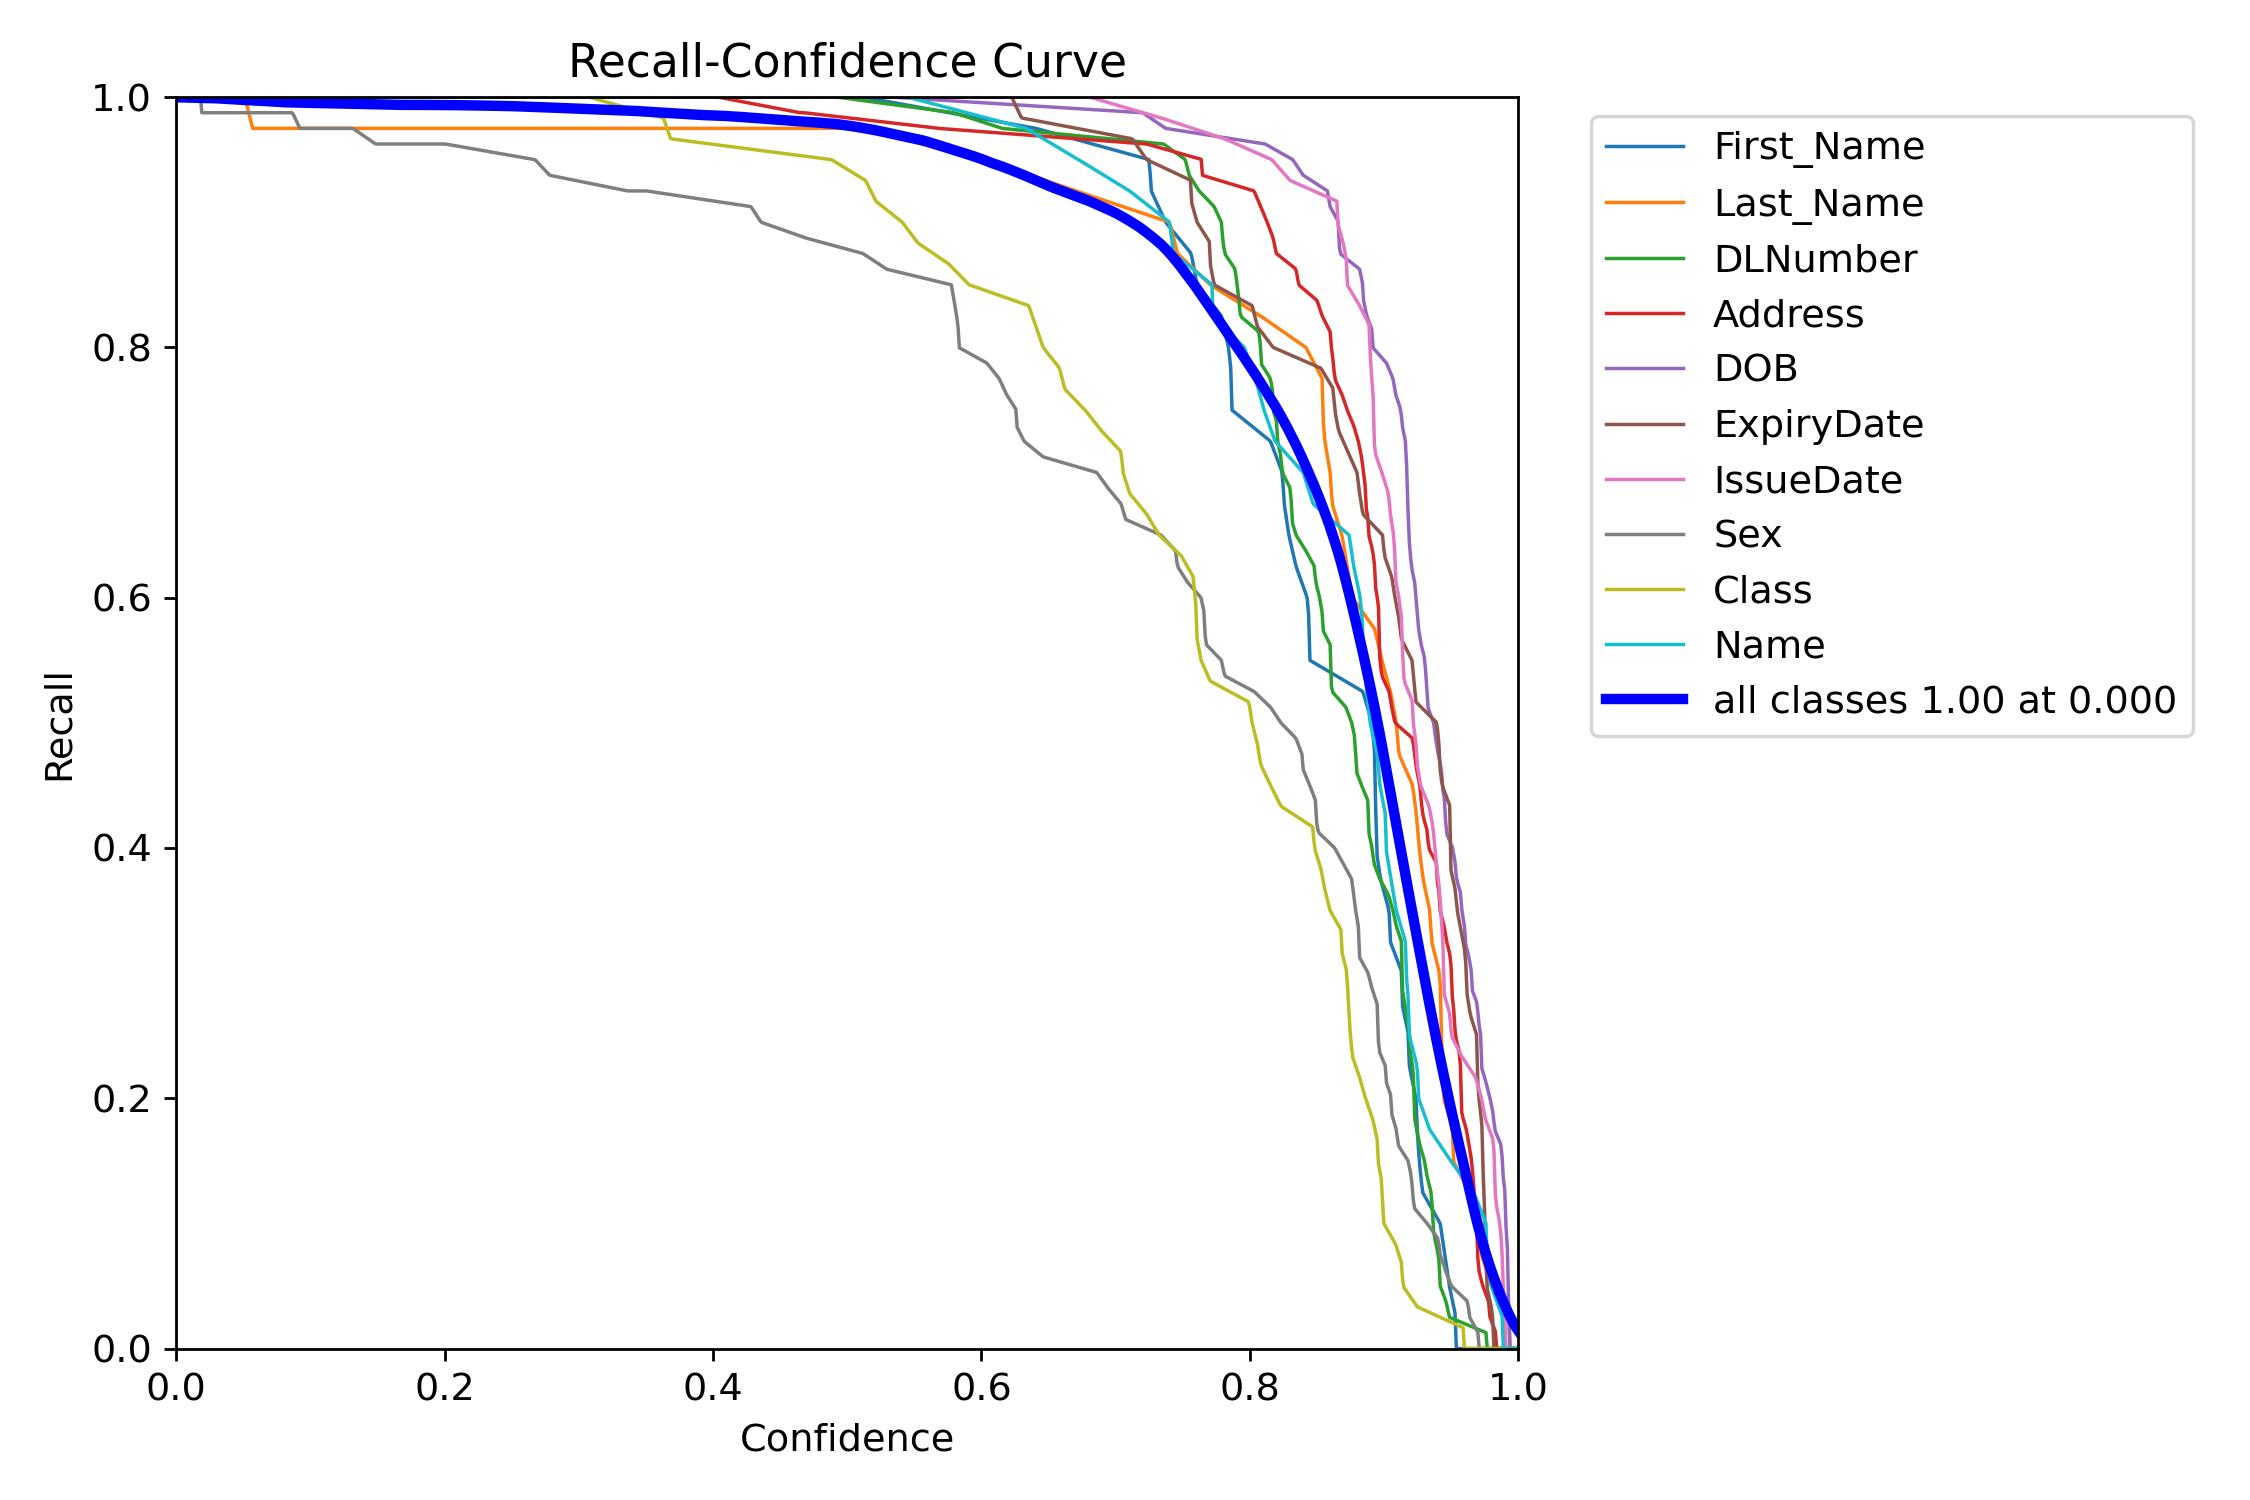 Recall-Confidence Curve
1.0
0.8
0.6
0.4
0.2
0.0
Recall
0.0 0.2 0.4 0.6 0.8 1.0
Confidence
First_Name
Last_Name
DLNumber
Address
DOB
ExpiryDate
IssueDate
Sex
Class
Name
all classes 1.00 at 0.000